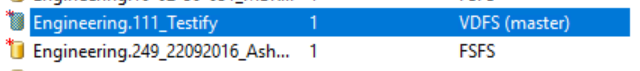 Engineering.111_Testify 1 VDFS (master)
Engineering.249_22092016_Ash... 1 FSFS